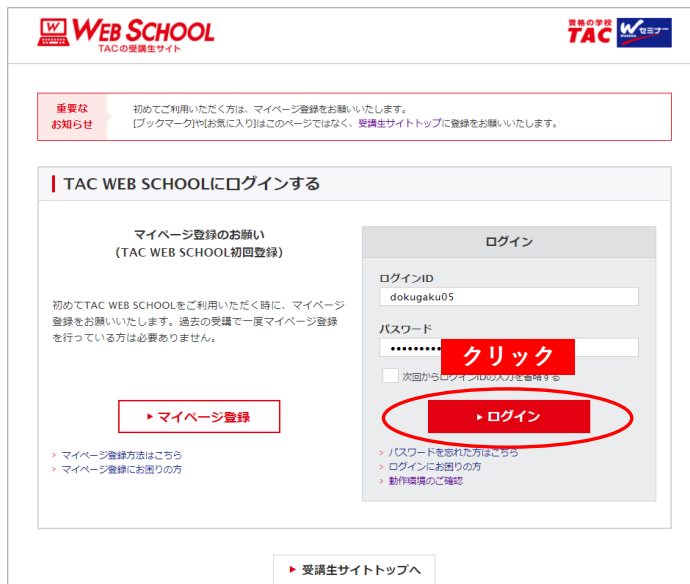 WEB SCHOOL
TACの受講生サイト
資格の学校
TAC
Wセミナー
重要な
お知らせ
初めてご利用いただく方は、マイページ登録をお願いいたします。
[ブックマーク]や[お気に入り]はこのページではなく、受講生サイトトップに登録をお願いいたします。
TAC WEB SCHOOLにログインする
マイページ登録のお願い
(TAC WEB SCHOOL初回登録)
初めてTAC WEB SCHOOLをご利用いただく時に、マイページ
登録をお願いいたします。過去の受講で一度マイページ登録
を行っている方は必要ありません。
マイページ登録
マイページ登録方法はこちら
マイページ登録にお困りの方
ログイン
ログインID
dokugaku05
パスワード
クリック
次回からログインIDの入力を省略する
ログイン
パスワードを忘れた方はこちら
ログインにお困りの方
動作環境のご確認
受講生サイトトップへ